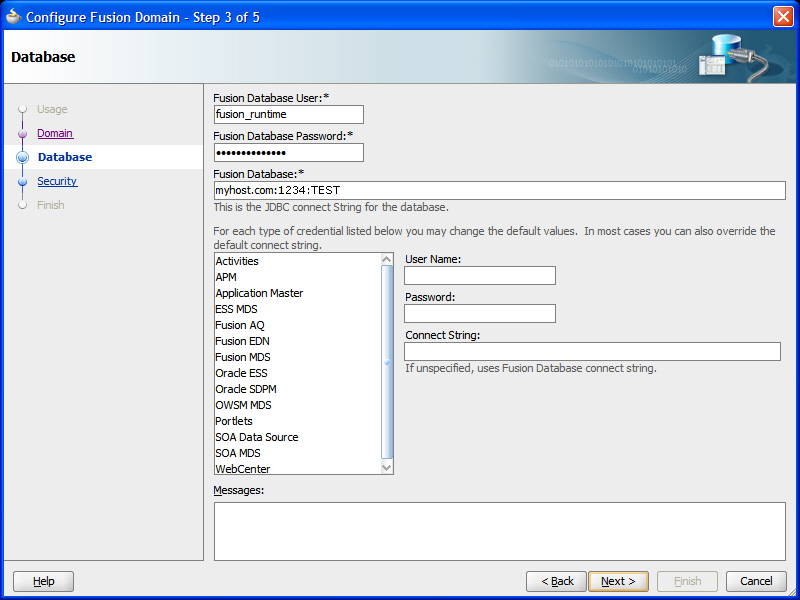 Configure Fusion Domain - Step 3 of 5
Database
Usage
Domain
Database
Security
Finish
Fusion Database User:*
fusion_runtime
Fusion Database Password:*
••••••••••••••
Fusion Database:*
myhost.com:1234:TEST
This is the JDBC connect String for the database.
For each type of credential listed below you may change the default values. In most cases you can also override the
default connect string.
Activities
APM
Application Master
ESS MDS
Fusion AQ
Fusion EDN
Fusion MDS
Oracle ESS
Oracle SDPM
OWSM MDS
Portlets
SOA Data Source
SOA MDS
WebCenter
User Name:
Password:
Connect String:
If unspecified, uses Fusion Database connect string.
Messages:
Help
< Back
Next >
Finish
Cancel